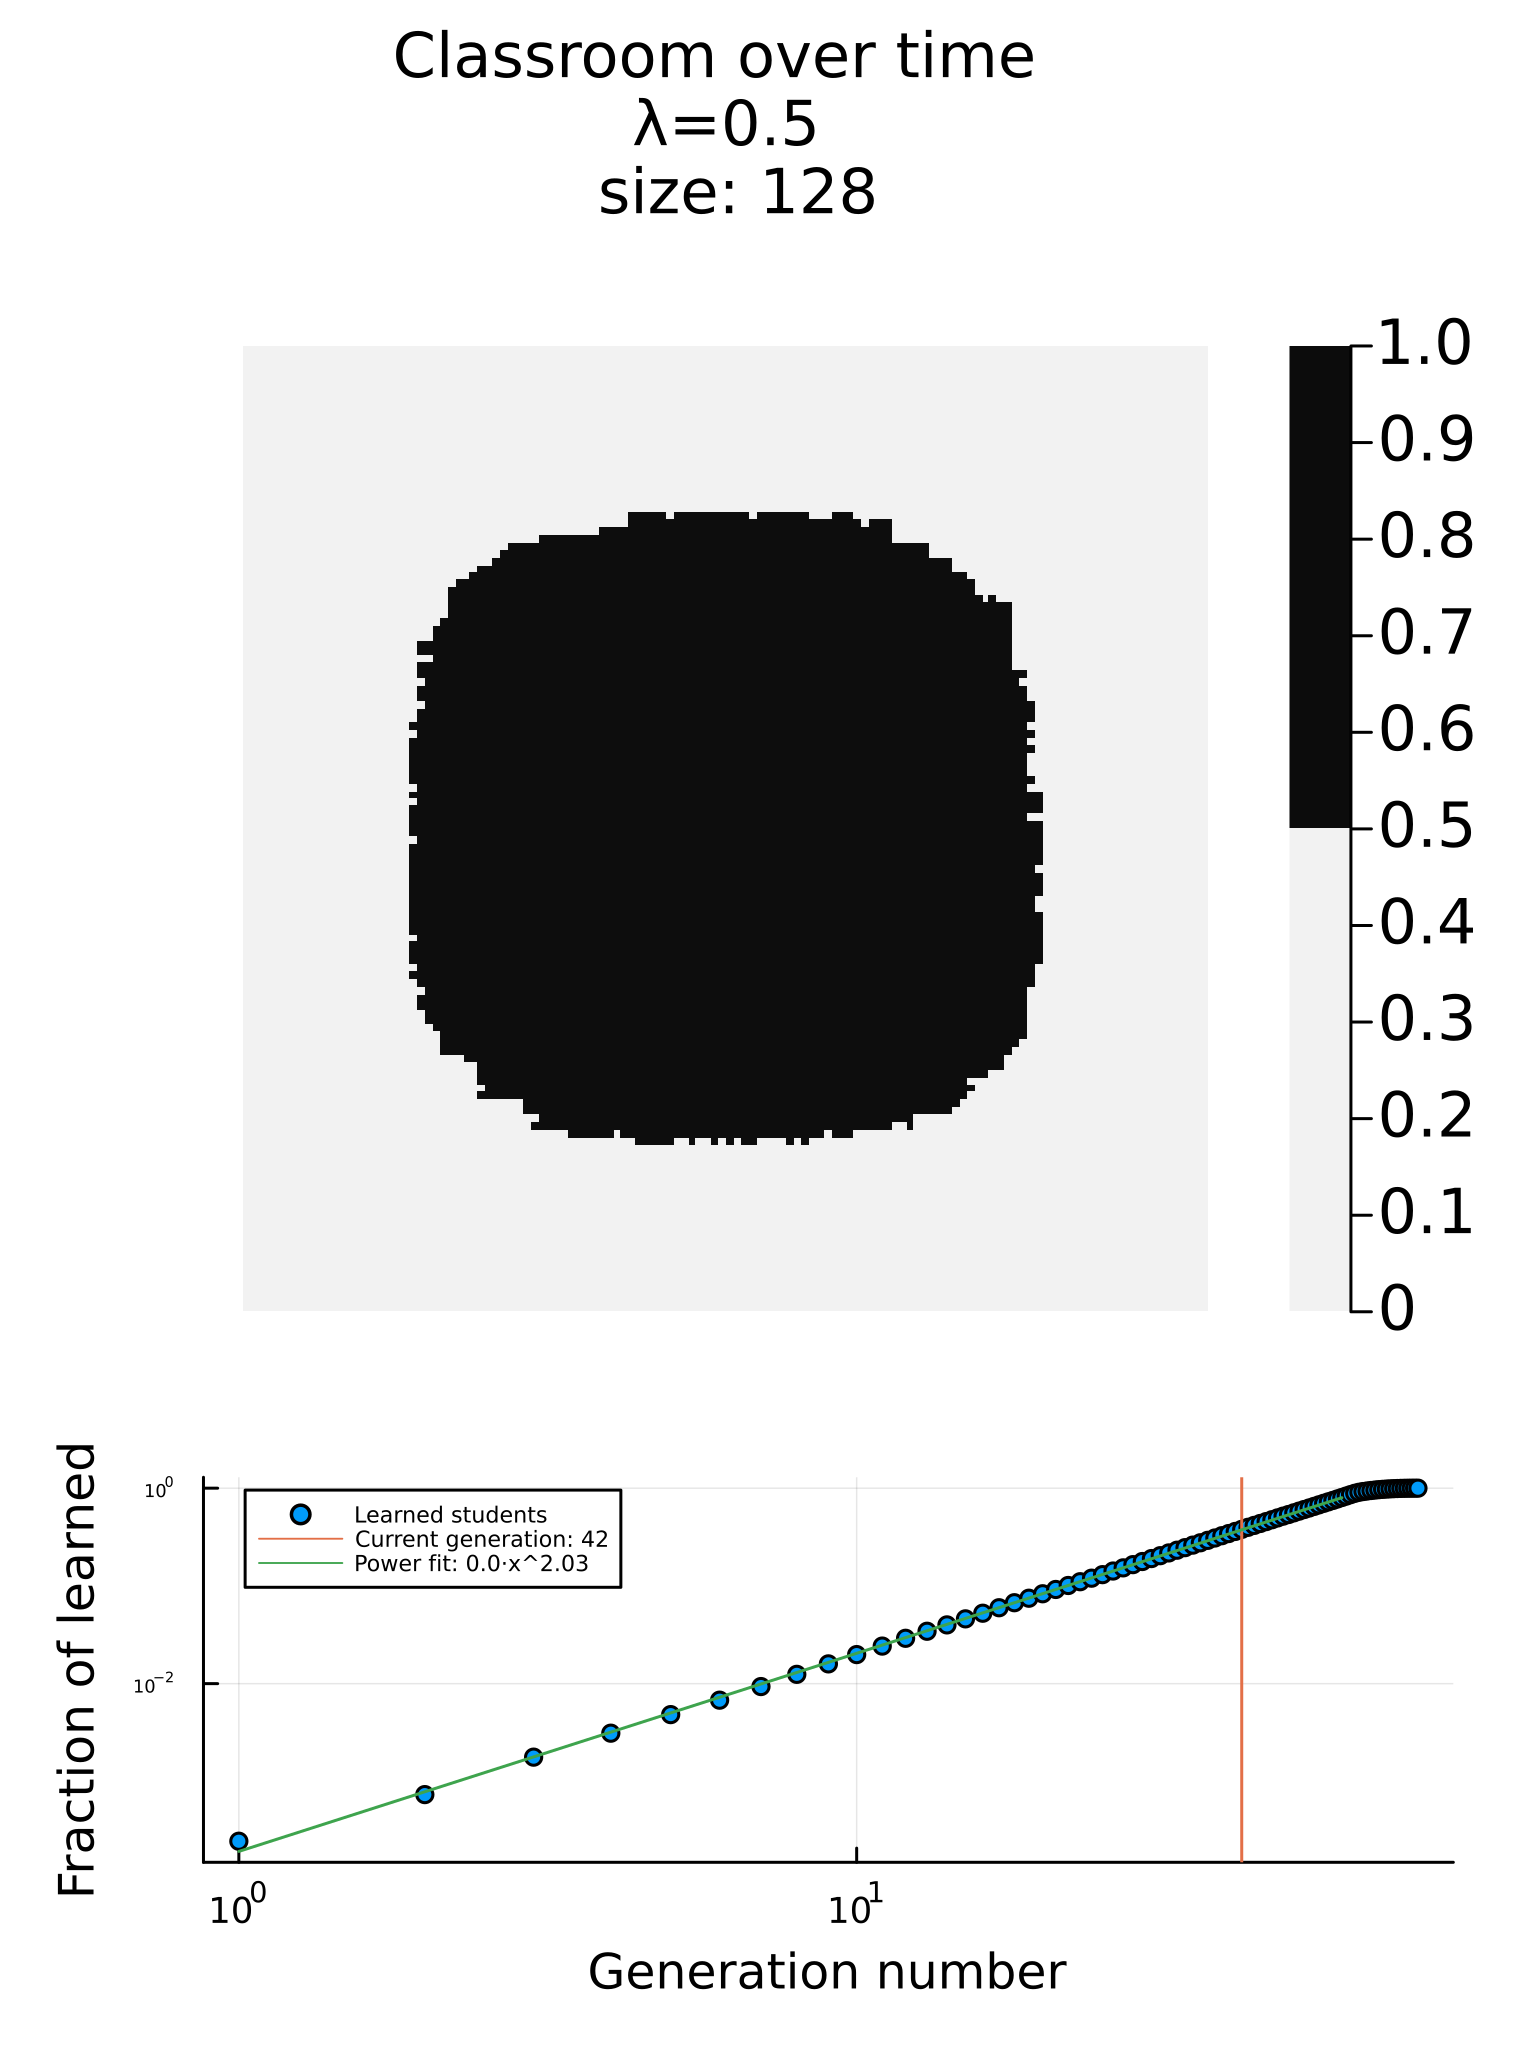 Classroom over time
λ=0.5
size: 128
1.0
0.9
0.8
0.7
0.6
0.5
0.4
0.3
0.2
0.1
0
Fraction of learned
10^0
10^−2
Learned students
Current generation: 42
Power fit: 0.0·x^2.03
10^0
10^1
Generation number